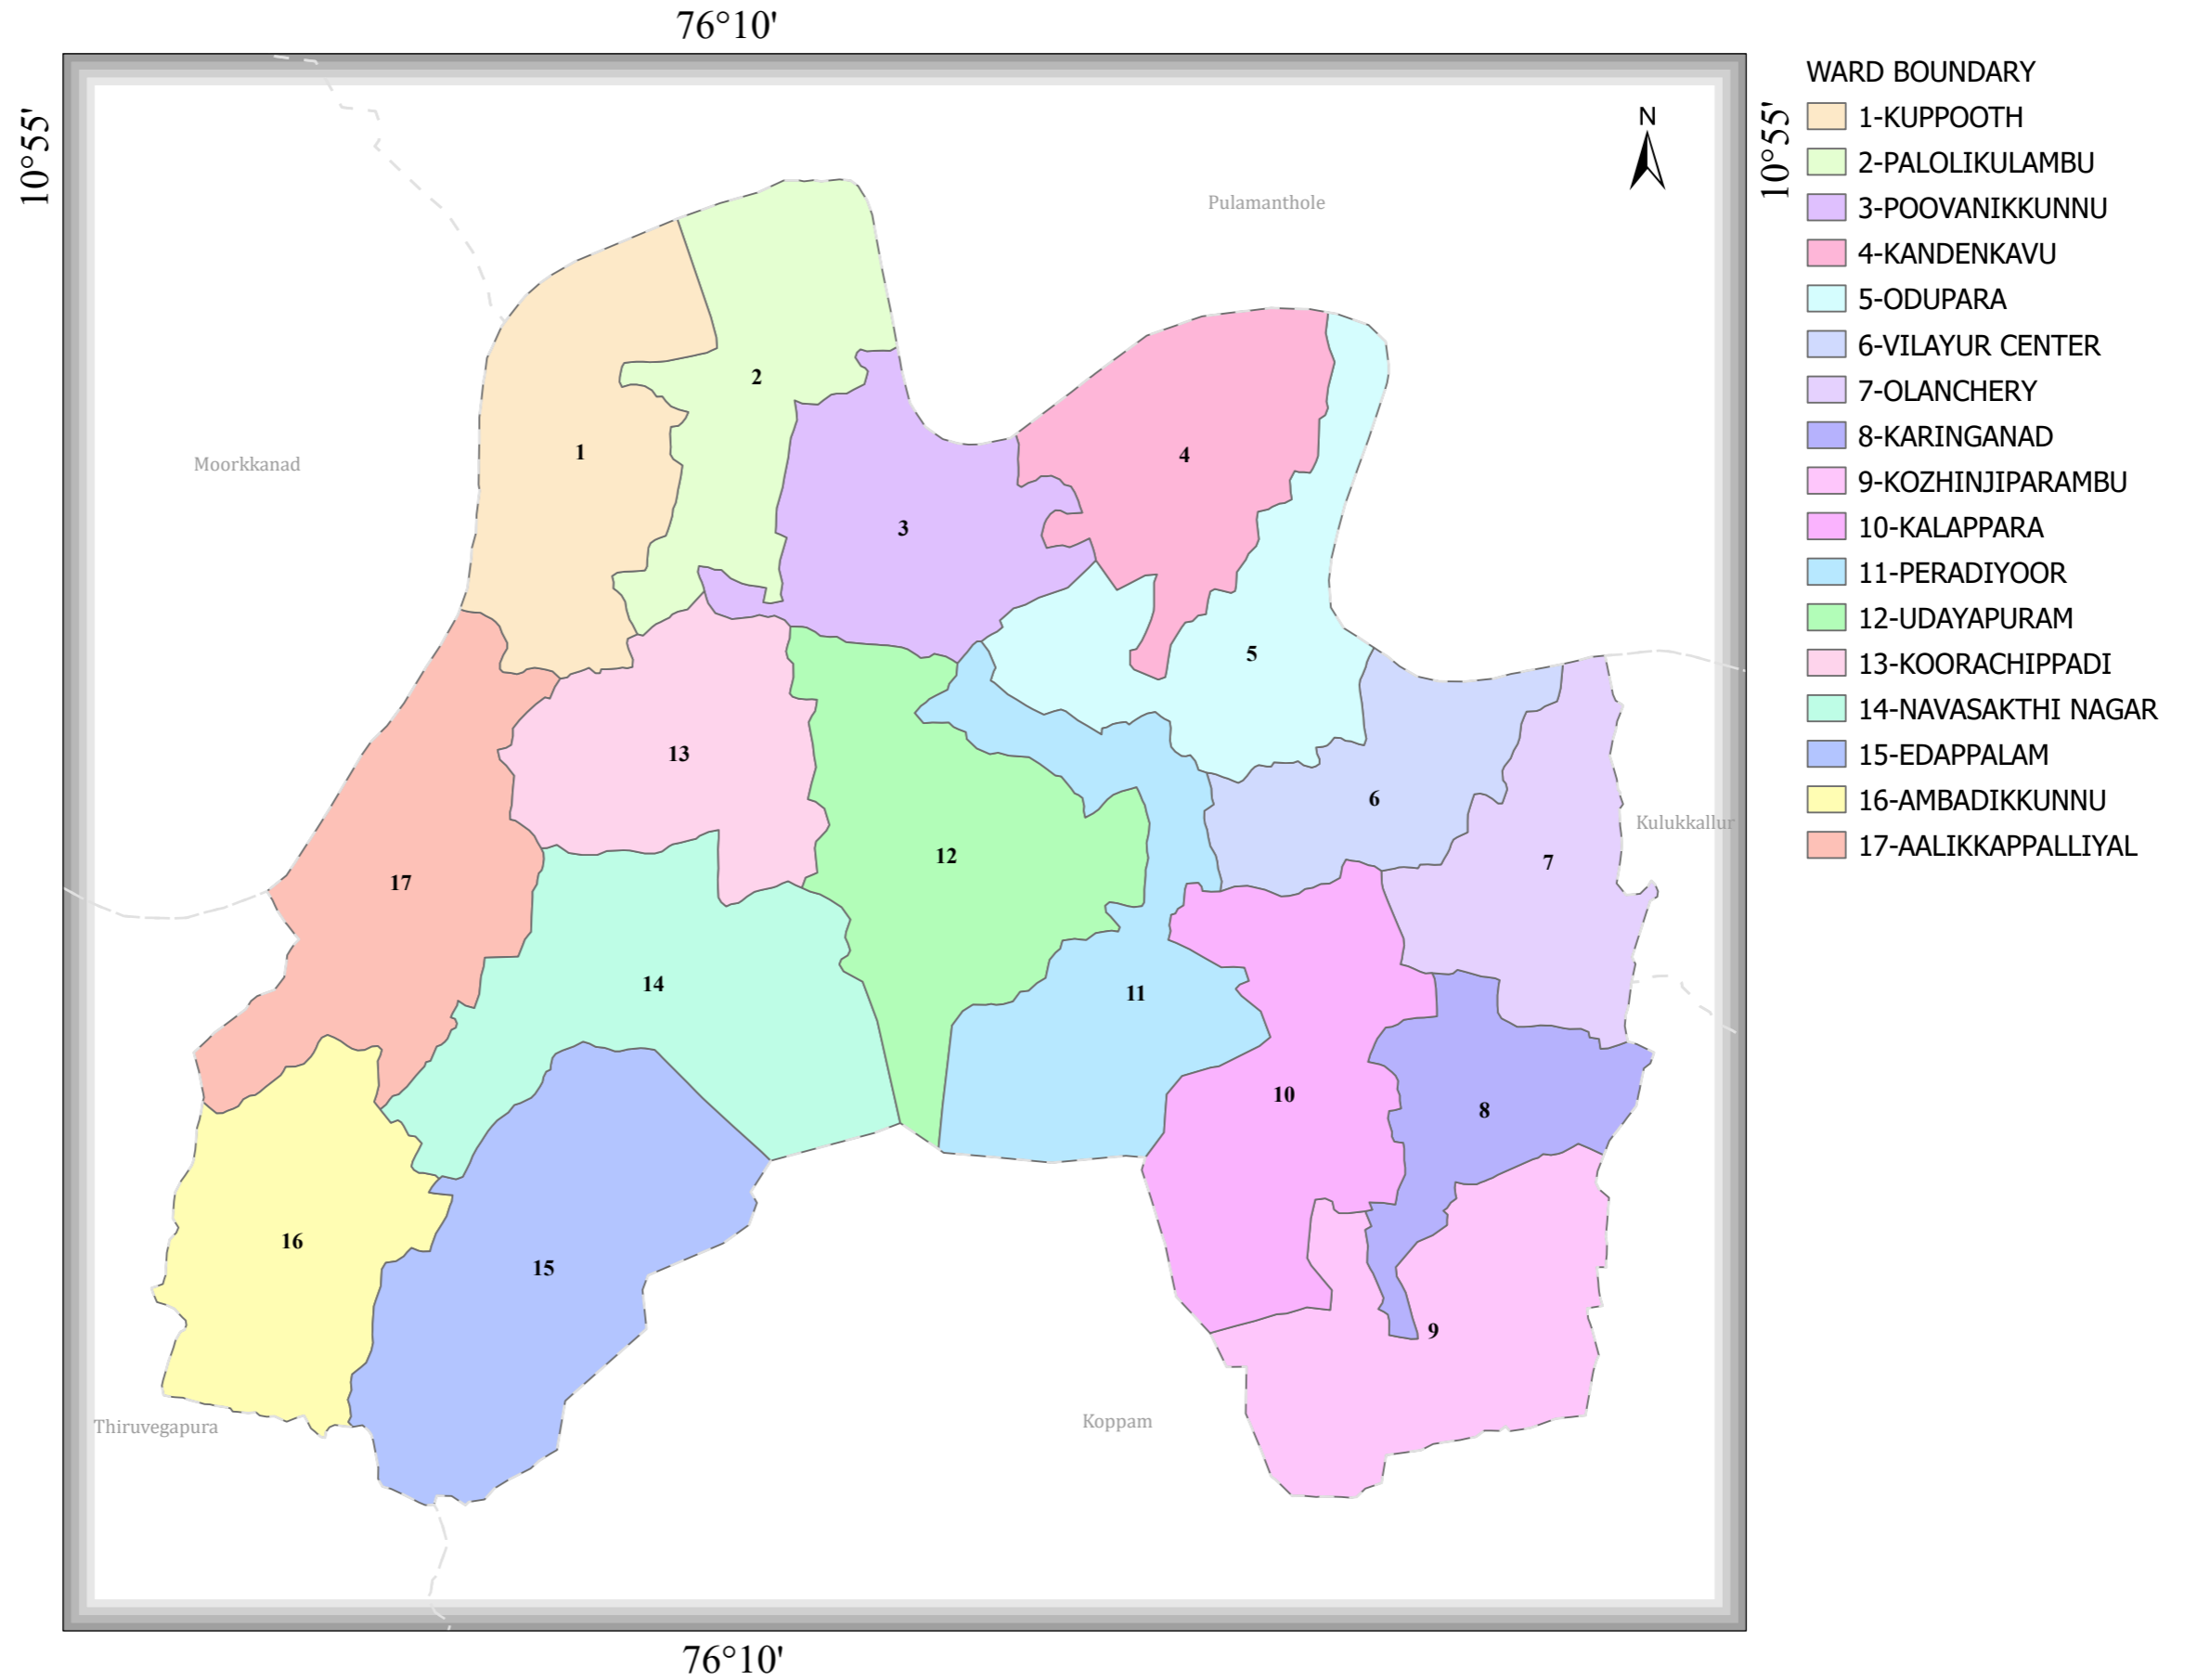 76°10'
10°55'
10°55'
N
WARD BOUNDARY
1-KUPPOOTH
2-PALOLIKULAMBU
3-POOVANIKKUNNU
4-KANDENKAVU
5-ODUPARA
6-VILAYUR CENTER
7-OLANCHERY
8-KARINGANAD
9-KOZHINJIPARAMBU
10-KALAPPARA
11-PERADIYOOR
12-UDAYAPURAM
13-KOORACHIPPADI
14-NAVASAKTHI NAGAR
15-EDAPPALAM
16-AMBADIKKUNNU
17-AALIKKAPPALLIYAL
Pulamanthole
2
1
4
Moorkkanad
3
5
13
6
Kulukkallur
12
7
17
14
11
10
8
16
15
9
Koppam
Thiruvegapura
76°10'